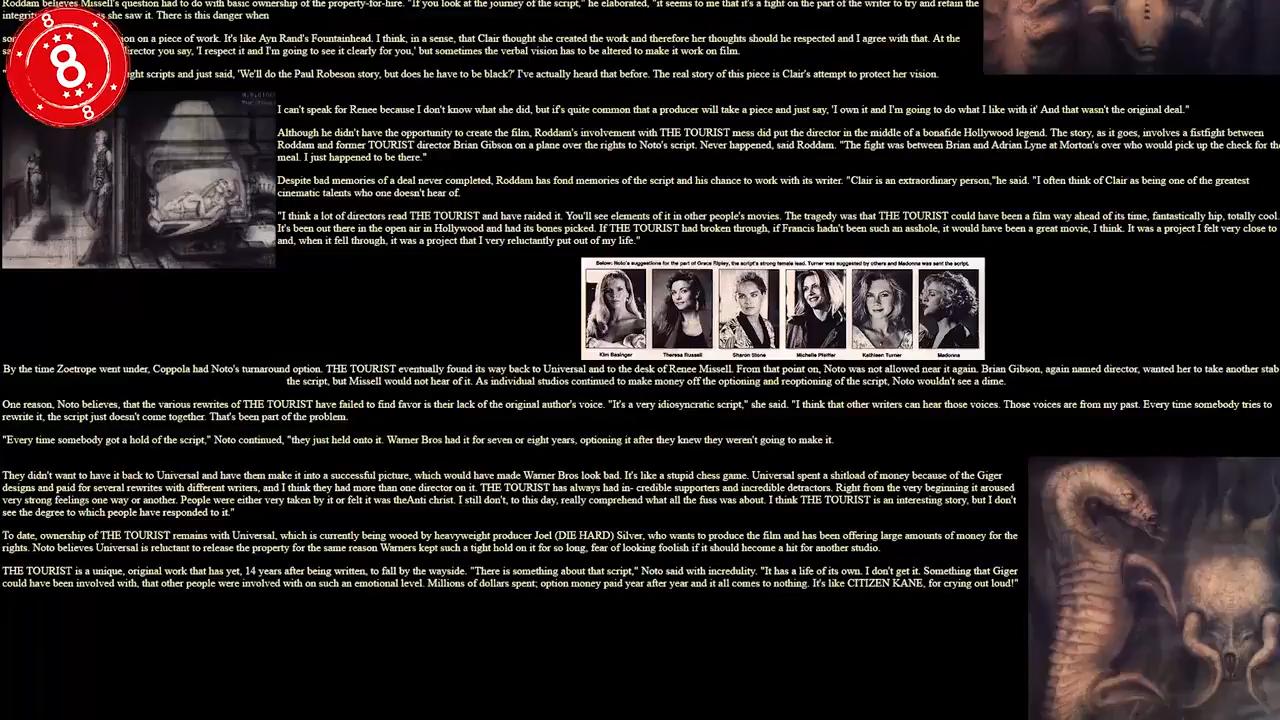 Roddam believes Missell's question had to do with basic ownership of the property-for-hire. "If you look at the journey of the script," he elaborated, "it seems to me that it's a fight on the part of the writer to try and retain the
integrity s she saw it. There is this danger when
8
som on on a piece of work. It's like Ayn Rand's Fountainhead. I think, in a sense, that Clair thought she created the work and therefore her thoughts should he respected and I agree with that. At the
sa irector you say, 'I respect it and I'm going to see it clearly for you,' but sometimes the verbal vision has to be altered to make it work on film.
8
ght scripts and just said, 'We'll do the Paul Robeson story, but does he have to be black?' I've actually heard that before. The real story of this piece is Clair's attempt to protect her vision.
8
I can't speak for Renee because I don't know what she did, but if's quite common that a producer will take a piece and just say, 'I own it and I'm going to do what I like with it' And that wasn't the original deal."
Although he didn't have the opportunity to create the film, Roddam's involvement with THE TOURIST mess did put the director in the middle of a bonafide Hollywood legend. The story, as it goes, involves a fistfight between
Roddam and former TOURIST director Brian Gibson on a plane over the rights to Noto's script. Never happened, said Roddam. "The fight was between Brian and Adrian Lyne at Morton's over who would pick up the check for the
meal. I just happened to be there."
Despite bad memories of a deal never completed, Roddam has fond memories of the script and his chance to work with its writer. "Clair is an extraordinary person,"he said. "I often think of Clair as being one of the greatest
cinematic talents who one doesn't hear of.
"I think a lot of directors read THE TOURIST and have raided it. You'll see elements of it in other people's movies. The tragedy was that THE TOURIST could have been a film way ahead of its time, fantastically hip, totally cool.
It's been out there in the open air in Hollywood and had its bones picked. If THE TOURIST had broken through, if Francis hadn't been such an asshole, it would have been a great movie, I think. It was a project I felt very close to
and, when it fell through, it was a project that I very reluctantly put out of my life."
Below: Noto's suggestions for the part of Grace Ripley, the script's strong female lead. Turner was suggested by others and Madonna was sent the script.
Kim Basinger Theresa Russell Sharon Stone Michelle Pfeiffer Kathleen Turner Madonna
By the time Zoetrope went under, Coppola had Noto's turnaround option. THE TOURIST eventually found its way back to Universal and to the desk of Renee Missell. From that point on, Noto was not allowed near it again. Brian Gibson, again named director, wanted her to take another stab
the script, but Missell would not hear of it. As individual studios continued to make money off the optioning and reoptioning of the script, Noto wouldn't see a dime.
One reason, Noto believes, that the various rewrites of THE TOURIST have failed to find favor is their lack of the original author's voice. "It's a very idiosyncratic script," she said. "I think that other writers can hear those voices. Those voices are from my past. Every time somebody tries to
rewrite it, the script just doesn't come together. That's been part of the problem.
"Every time somebody got a hold of the script," Noto continued, "they just held onto it. Warner Bros had it for seven or eight years, optioning it after they knew they weren't going to make it.
They didn't want to have it back to Universal and have them make it into a successful picture, which would have made Warner Bros look bad. It's like a stupid chess game. Universal spent a shitload of money because of the Giger
designs and paid for several rewrites with different writers, and I think they had more than one director on it. THE TOURIST has always had in- credible supporters and incredible detractors. Right from the very beginning it aroused
very strong feelings one way or another. People were either very taken by it or felt it was theAnti christ. I still don't, to this day, really comprehend what all the fuss was about. I think THE TOURIST is an interesting story, but I don't
see the degree to which people have responded to it."
To date, ownership of THE TOURIST remains with Universal, which is currently being wooed by heavyweight producer Joel (DIE HARD) Silver, who wants to produce the film and has been offering large amounts of money for the
rights. Noto believes Universal is reluctant to release the property for the same reason Warners kept such a tight hold on it for so long, fear of looking foolish if it should hecome a hit for another studio.
THE TOURIST is a unique, original work that has yet, 14 years after being written, to fall by the wayside. "There is something about that script," Noto said with incredulity. "It has a life of its own. I don't get it. Something that Giger
could have been involved with, that other people were involved with on such an emotional level. Millions of dollars spent; option money paid year after year and it all comes to nothing. It's like CITIZEN KANE, for crying out loud!"